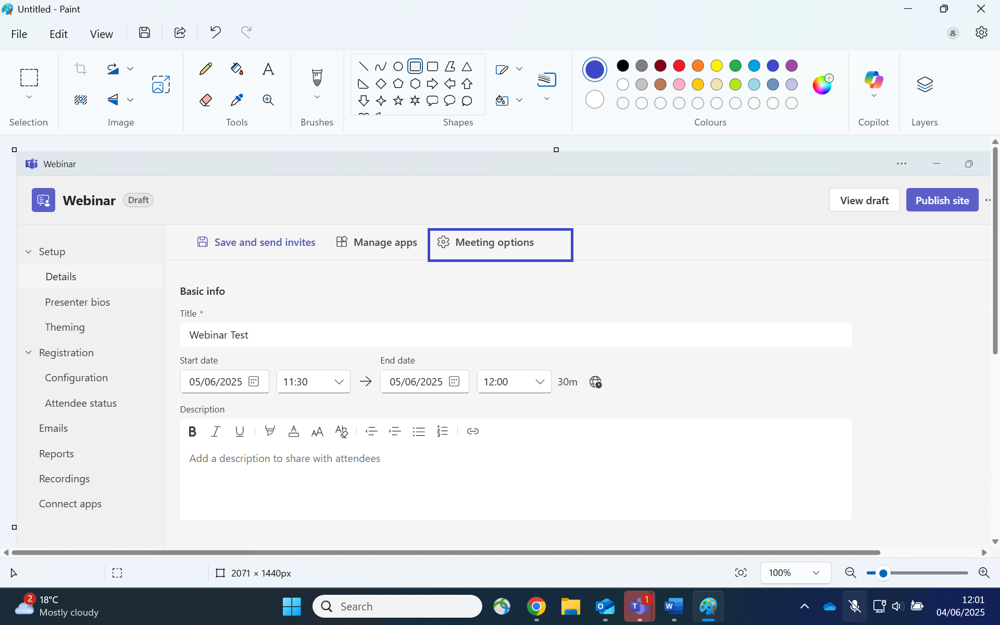 Untitled - Paint
File Edit View
Selection Image Tools Brushes Shapes Colours Copilot Layers
Webinar
Webinar Draft View draft Publish site
Save and send invites Manage apps Meeting options
Setup
Details
Presenter bios
Theming
Registration
Configuration
Attendee status
Emails
Reports
Recordings
Connect apps
Basic info
Title *
Webinar Test
Start date End date
05/06/2025 11:30 05/06/2025 12:00 30m
Description
Add a description to share with attendees
2071 × 1440px 100%
2 18°C
Mostly cloudy
Search
1
12:01
04/06/2025